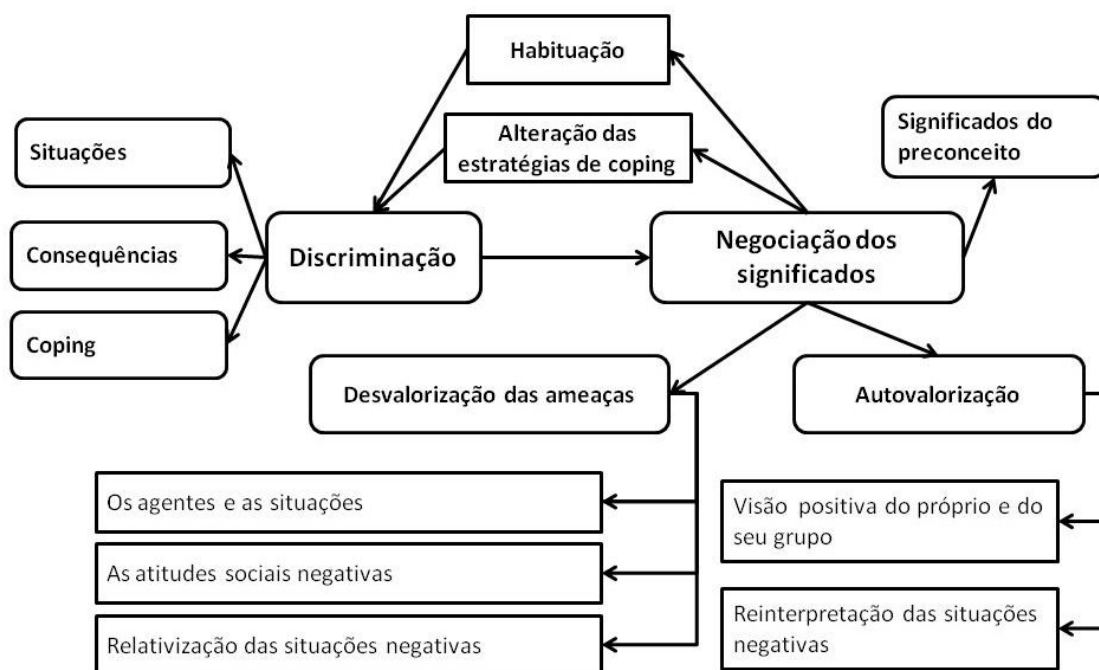 Habituação
Alteração das
estratégias de coping
Significados do
preconceito
Situações
Consequências
Coping
Discriminação
Negociação dos
significados
Desvalorização das ameaças
Autovalorização
Os agentes e as situações
As atitudes sociais negativas
Relativização das situações negativas
Visão positiva do próprio e do
seu grupo
Reinterpretação das situações
negativas